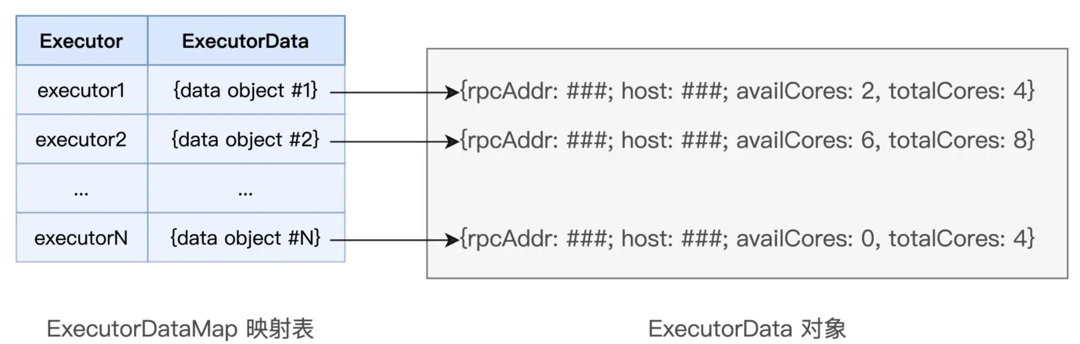 Executor ExecutorData
executor1 {data object #1} {rpcAddr: ###; host: ###; availCores: 2, totalCores: 4}
executor2 {data object #2} {rpcAddr: ###; host: ###; availCores: 6, totalCores: 8}
... ...
executorN {data object #N} {rpcAddr: ###; host: ###; availCores: 0, totalCores: 4}
ExecutorDataMap 映射表 ExecutorData 对象